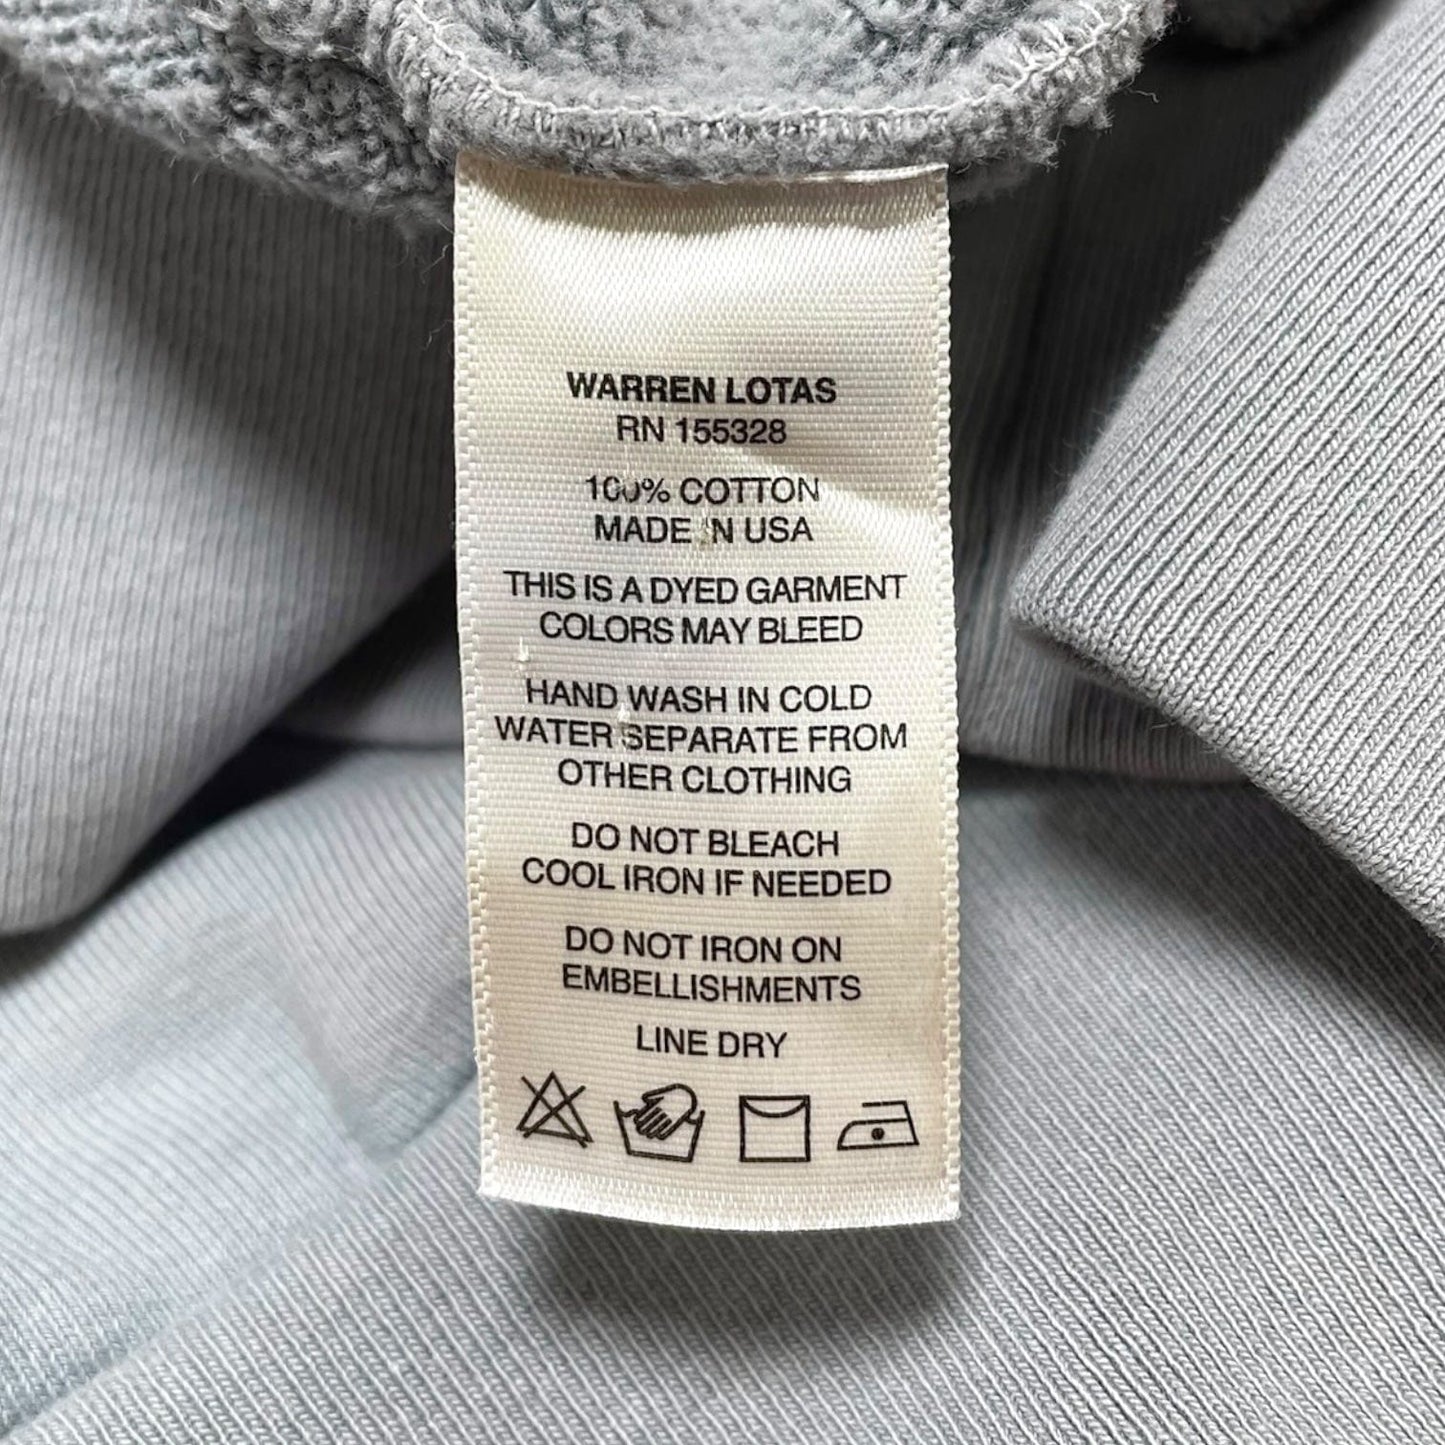 WARREN LOTAS
RN 155328
100% COTTON
MADE IN USA
THIS IS A DYED GARMENT
COLORS MAY BLEED
HAND WASH IN COLD
WATER SEPARATE FROM
OTHER CLOTHING
DO NOT BLEACH
COOL IRON IF NEEDED
DO NOT IRON ON
EMBELLISHMENTS
LINE DRY